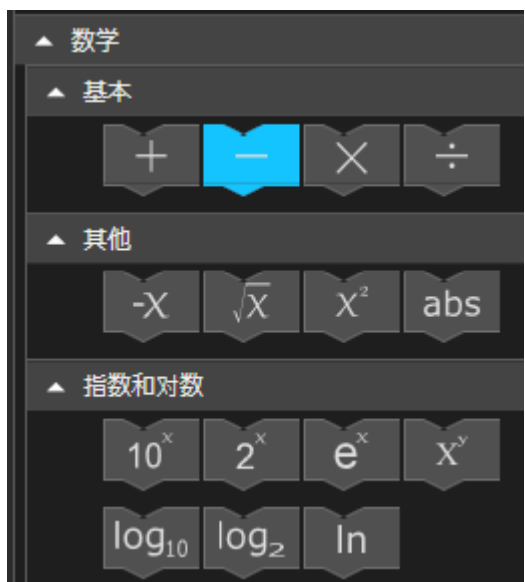 数学
基本
+ − × ÷
其他
-x √x x² abs
指数和对数
10ˣ 2ˣ eˣ xʸ
log₁₀ log₂ ln